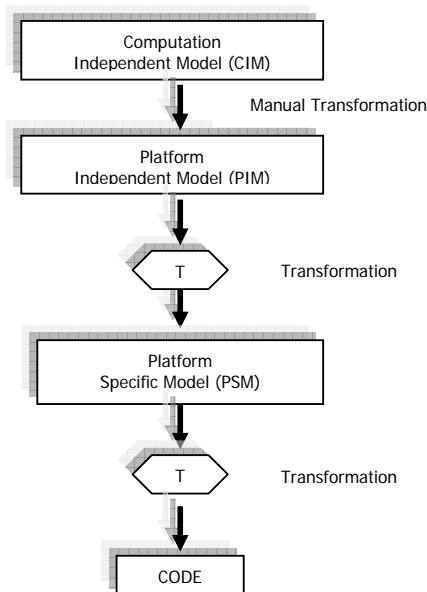 Computation
Independent Model (CIM)
Manual Transformation
Platform
Independent Model (PIM)
T
Transformation
Platform
Specific Model (PSM)
T
Transformation
CODE